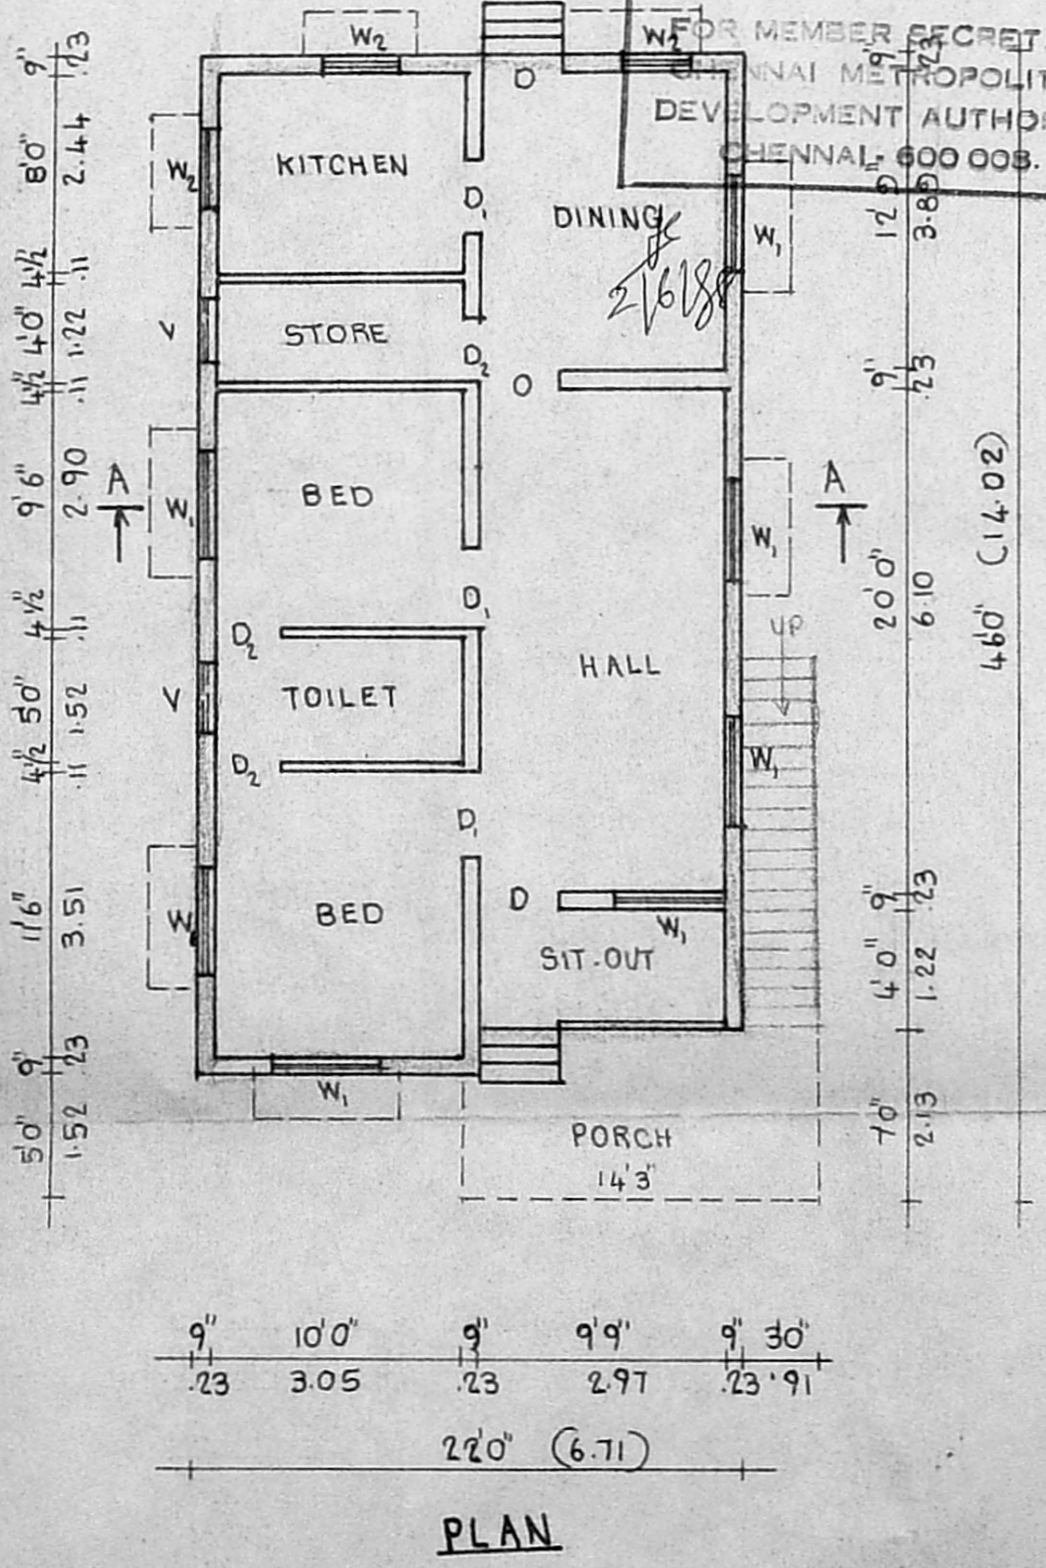 W2 W2
FOR MEMBER SECRET
CHENNAI METROPOLIT
DEVELOPMENT AUTHO
CHENNAI- 600 008.
9" .23 8'0" 2.44 4½ .11 4'0" 1.22 4½ .11 9'6" 2.90 4½ .11 5'0" 1.52 4½ .11 11'6" 3.51 9" .23 5'0" 1.52
W2
V
W1
V
A
KITCHEN
D1
STORE
D2
BED
D1
D2
TOILET
D2
D1
BED
W1
D
DINING
2/6/88
O
HALL
D
SIT-OUT
W1
W1
W1
W1
UP
A
9" .23 12'6" 3.80 9" .23 20'0" 6.10 9" .23 4'0" 1.22 7'0" 2.13
46'0" (14.02)
PORCH
14'3"
9" 10'0" 9" 9'9" 9" 3'0"
.23 3.05 .23 2.97 .23 .91
22'0" (6.71)
PLAN